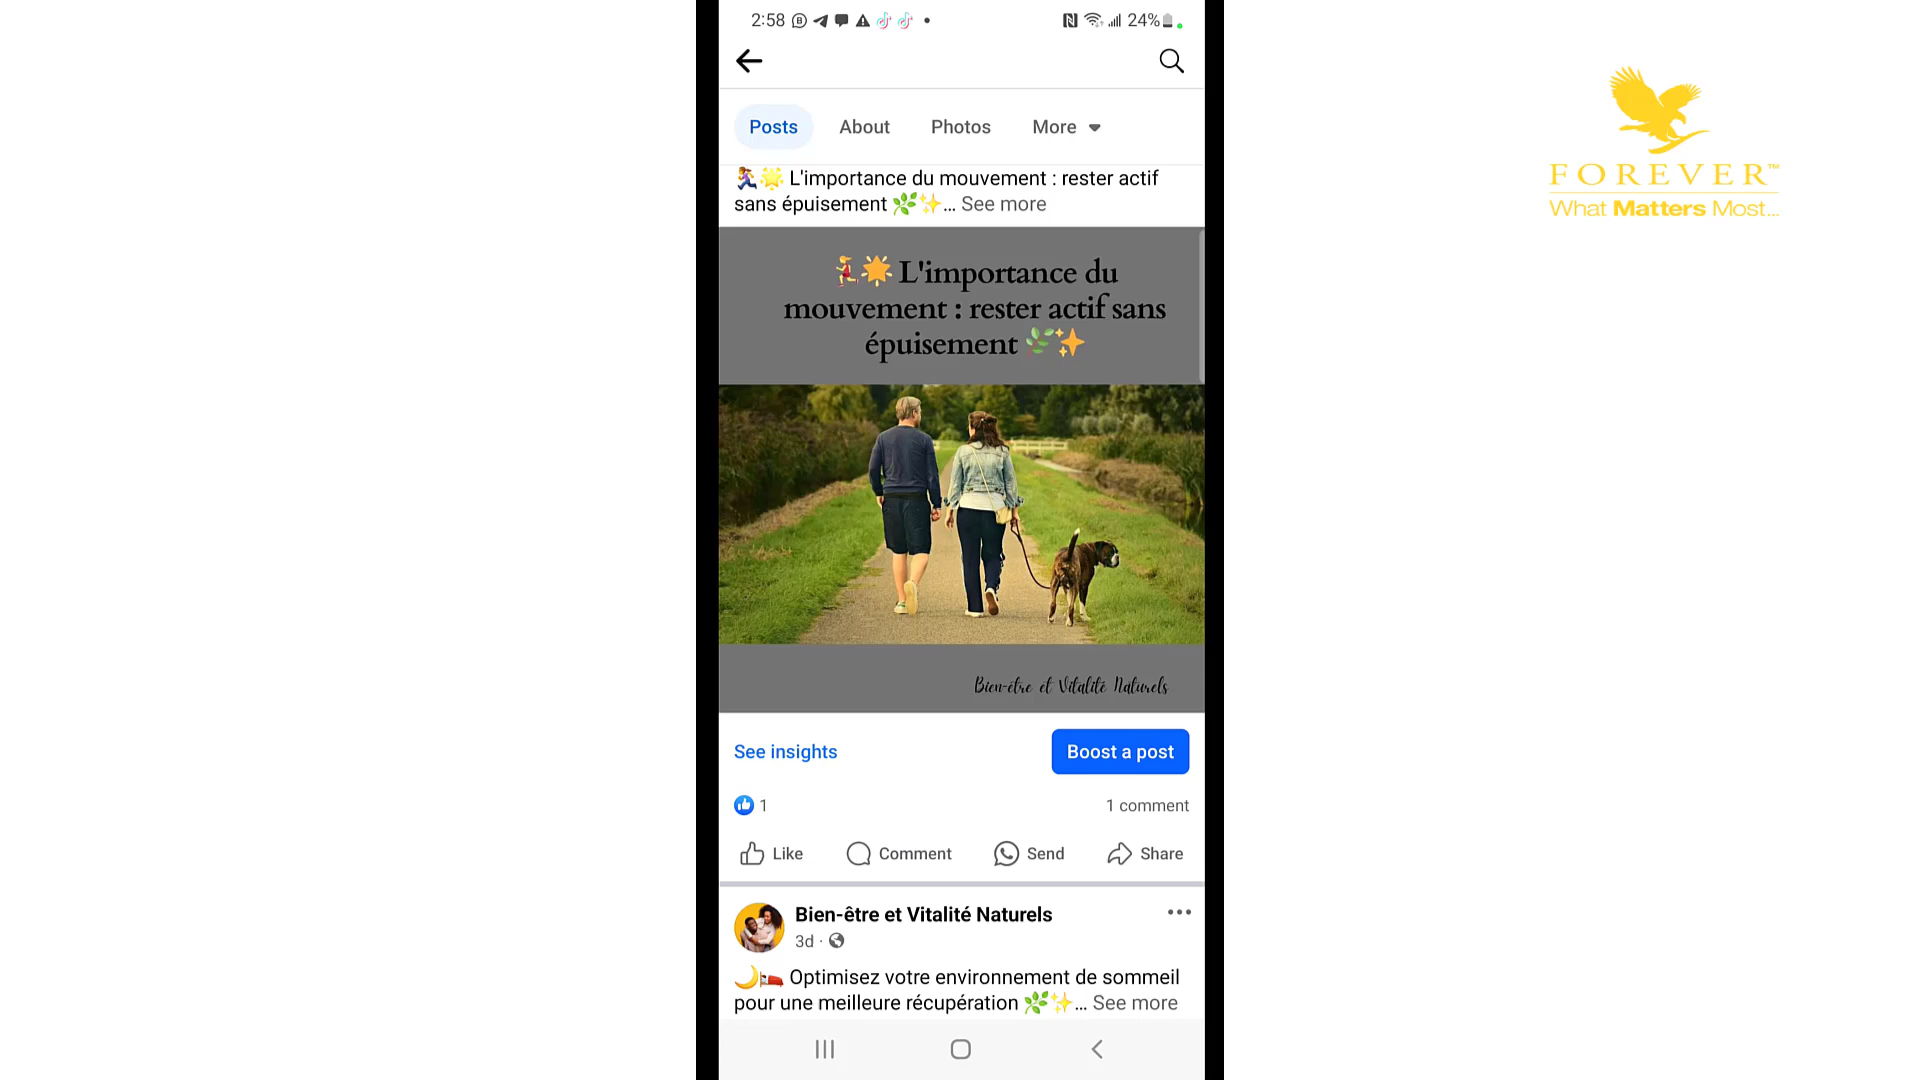 2:58
24%
Posts
About
Photos
More
🏃‍♀️🌟 L'importance du mouvement : rester actif
sans épuisement 🌿✨... See more
🏃‍♀️🌟 L'importance du
mouvement : rester actif sans
épuisement 🌿✨
Bien-être et Vitalité Naturels
See insights
Boost a post
1
1 comment
Like
Comment
Send
Share
Bien-être et Vitalité Naturels
3d ·
🌙🛏️ Optimisez votre environnement de sommeil
pour une meilleure récupération 🌿✨... See more
FOREVER™
What Matters Most...